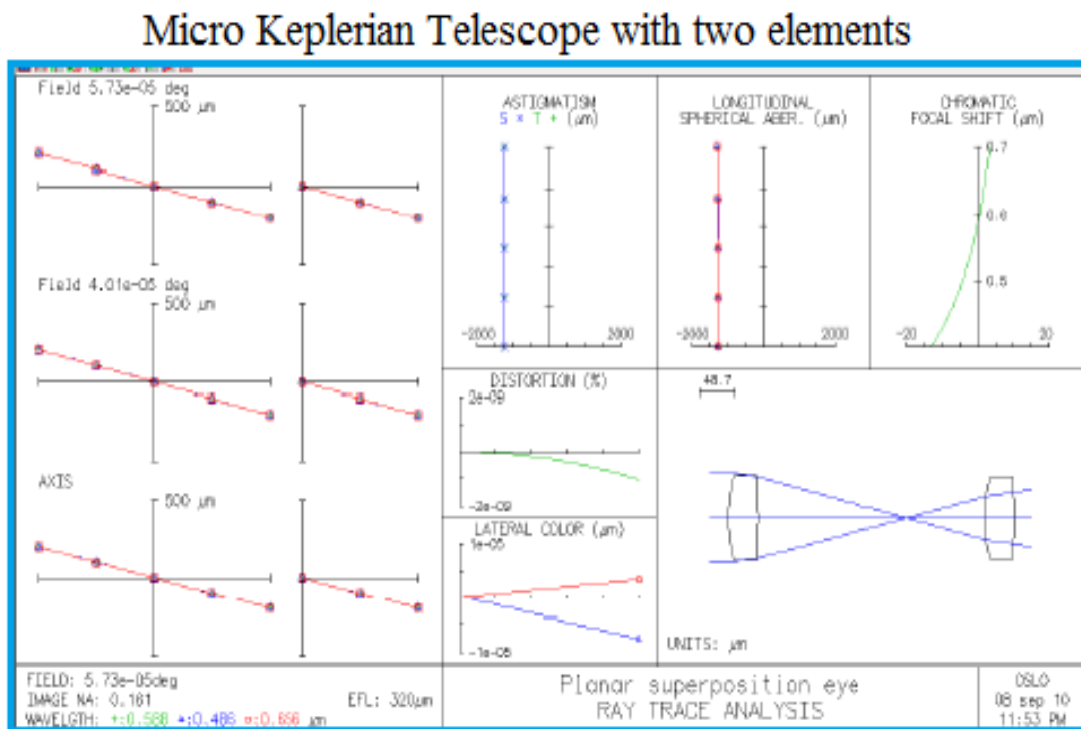 Micro Keplerian Telescope with two elements
Field 5.73e-05 deg
500 μm
Field 4.01e-05 deg
500 μm
AXIS
500 μm
ASTIGMATISM
S × T + (μm)
-2000
2000
LONGITUDINAL
SPHERICAL ABER. (μm)
-2000
2000
CHROMATIC
FOCAL SHIFT (μm)
0.7
0.6
0.5
-20
20
DISTORTION (%)
2e-09
-2e-09
LATERAL COLOR (μm)
1e-05
-1e-05
48.7
UNITS: μm
FIELD: 5.73e-05deg
IMAGE NA: 0.161
EFL: 320μm
WAVELGTH: +:0.588 ▵:0.486 ▫:0.656 μm
Planar superposition eye
RAY TRACE ANALYSIS
OSLO
08 sep 10
11:53 PM